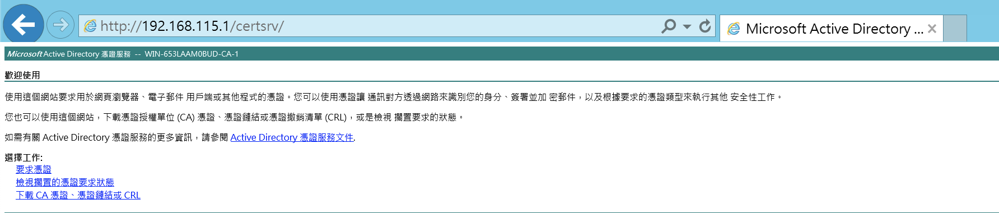 http://192.168.115.1/certsrv/
Microsoft Active Directory ...
Microsoft Active Directory 憑證服務 -- WIN-653LAAM0BUD-CA-1
歡迎使用
使用這個網站要求用於網頁瀏覽器、電子郵件 用戶端或其他程式的憑證。您可以使用憑證讓 通訊對方透過網路來識別您的身分、簽署並加 密郵件，以及根據要求的憑證類型來執行其他 安全性工作。
您也可以使用這個網站，下載憑證授權單位 (CA) 憑證、憑證鏈結或憑證撤銷清單 (CRL)，或是檢視 擱置要求的狀態。
如需有關 Active Directory 憑證服務的更多資訊，請參閱 Active Directory 憑證服務文件.
選擇工作:
要求憑證
檢視擱置的憑證要求狀態
下載 CA 憑證、憑證鏈結或 CRL